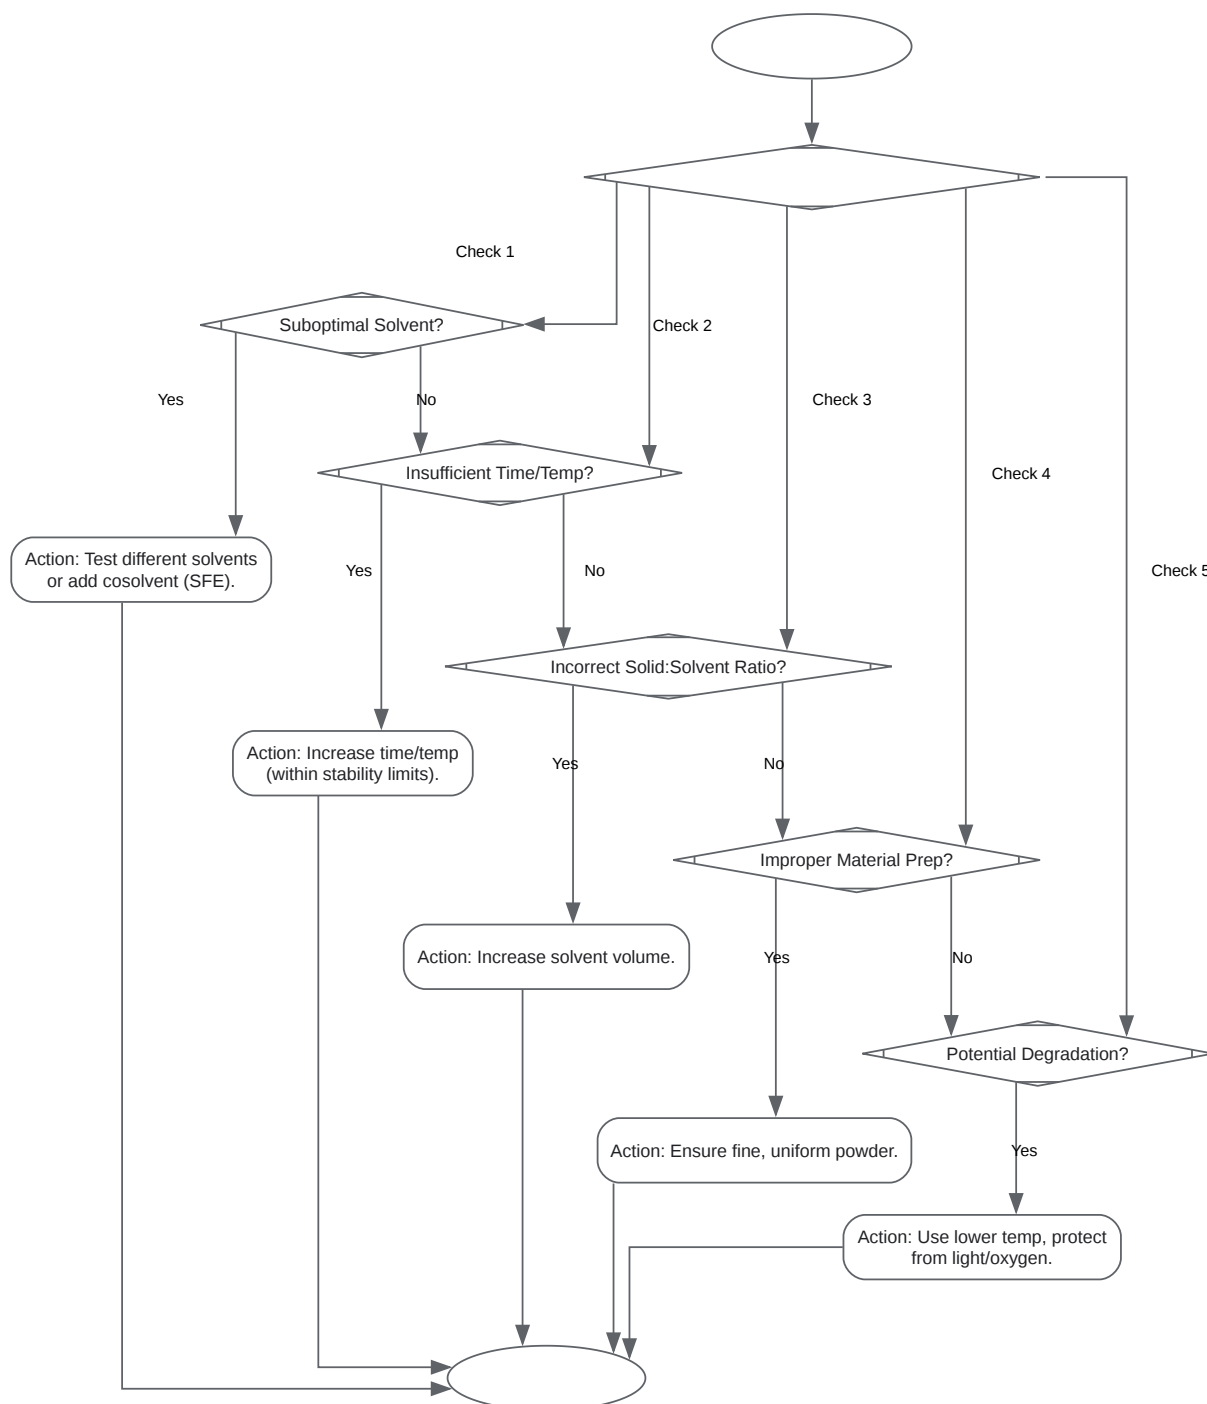 Check 1
Suboptimal Solvent?
Check 2
Yes
No
Check 3
Insufficient Time/Temp?
Check 4
Action: Test different solvents
or add cosolvent (SFE).
Yes
No
Check 5
Incorrect Solid:Solvent Ratio?
Action: Increase time/temp
(within stability limits).
Yes
No
Improper Material Prep?
Action: Increase solvent volume.
Yes
No
Potential Degradation?
Action: Ensure fine, uniform powder.
Yes
Action: Use lower temp, protect
from light/oxygen.